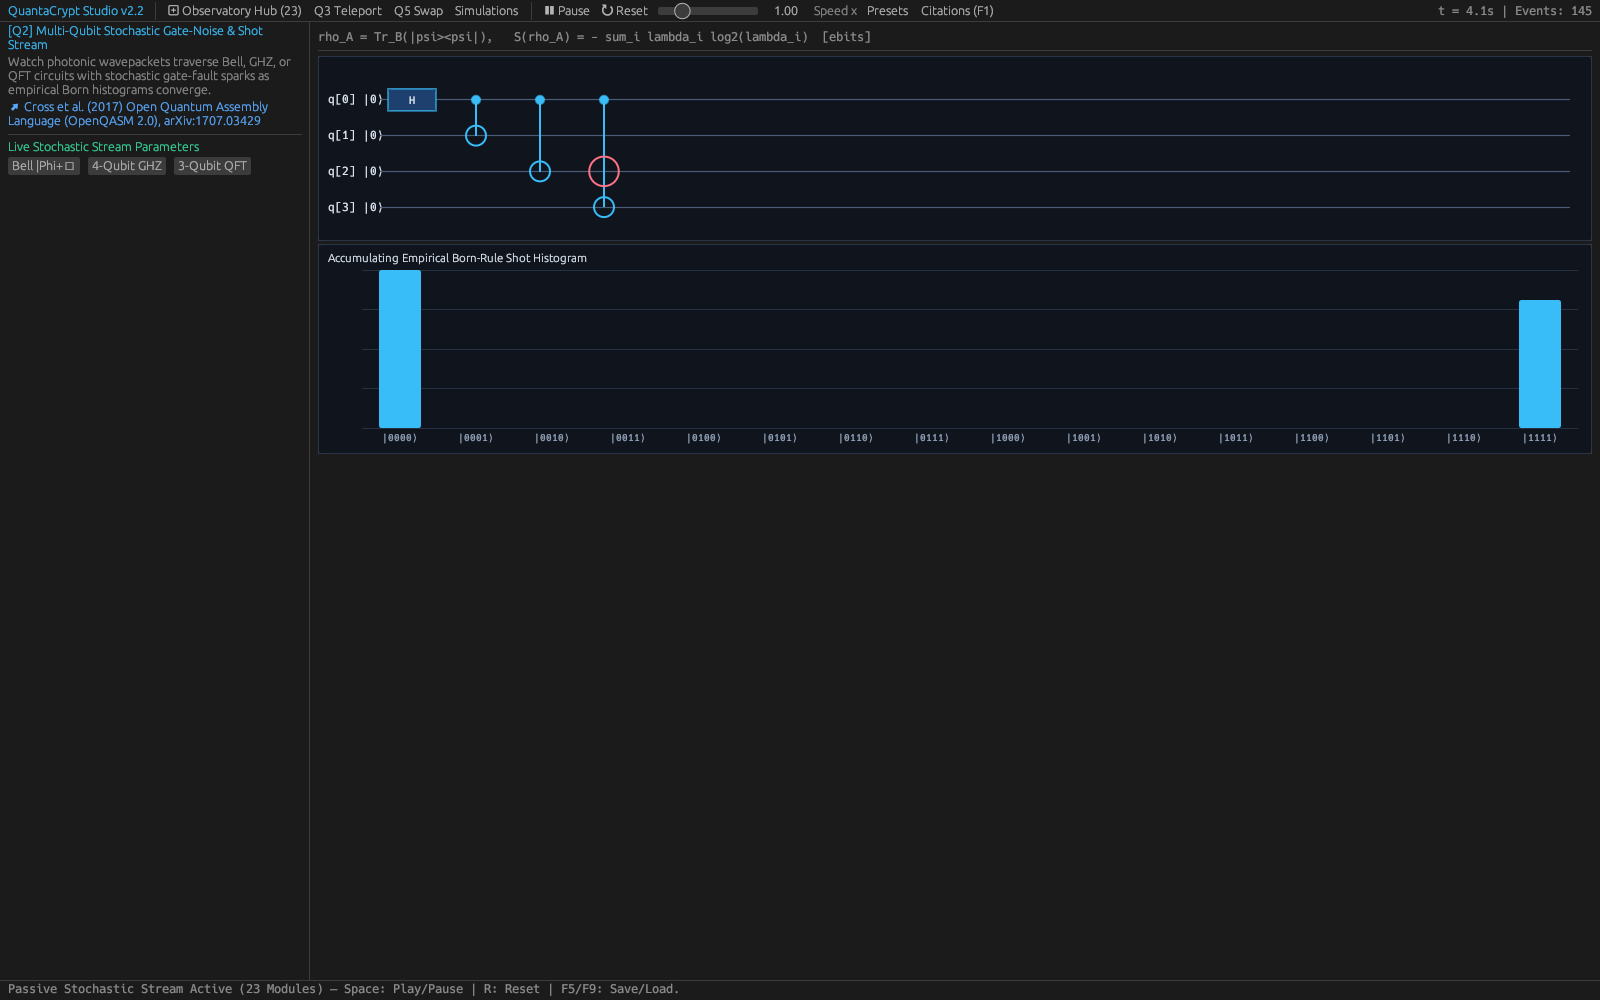 QuantaCrypt Studio v2.2 Observatory Hub (23) Q3 Teleport Q5 Swap Simulations Pause Reset 1.00 Speed x Presets Citations (F1) t = 4.1s | Events: 145
[Q2] Multi-Qubit Stochastic Gate-Noise & Shot
Stream
Watch photonic wavepackets traverse Bell, GHZ, or
QFT circuits with stochastic gate-fault sparks as
empirical Born histograms converge.
Cross et al. (2017) Open Quantum Assembly
Language (OpenQASM 2.0), arXiv:1707.03429
Live Stochastic Stream Parameters
Bell |Phi+□ 4-Qubit GHZ 3-Qubit QFT
rho_A = Tr_B(|psi><psi|), S(rho_A) = - sum_i lambda_i log2(lambda_i) [ebits]
q[0] |0⟩ H
q[1] |0⟩
q[2] |0⟩
q[3] |0⟩
Accumulating Empirical Born-Rule Shot Histogram
|0000⟩ |0001⟩ |0010⟩ |0011⟩ |0100⟩ |0101⟩ |0110⟩ |0111⟩ |1000⟩ |1001⟩ |1010⟩ |1011⟩ |1100⟩ |1101⟩ |1110⟩ |1111⟩
Passive Stochastic Stream Active (23 Modules) — Space: Play/Pause | R: Reset | F5/F9: Save/Load.